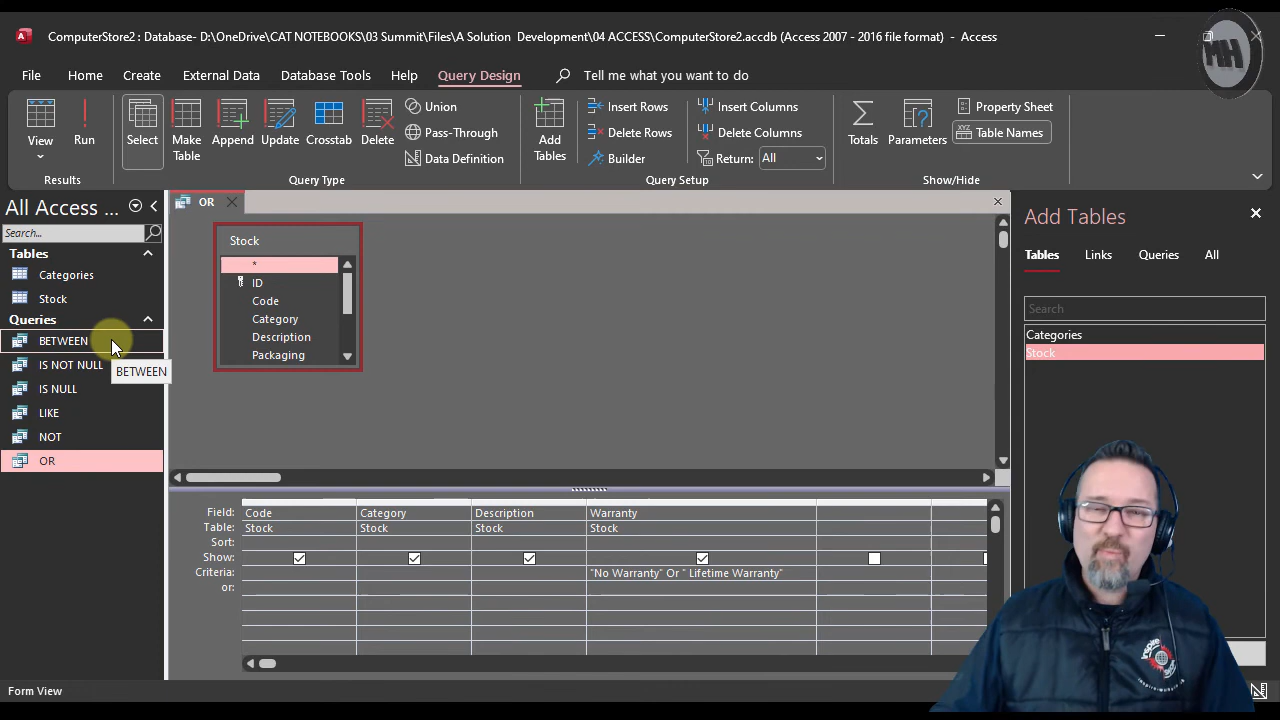 ComputerStore2 : Database- D:\OneDrive\CAT NOTEBOOKS\03 Summit\Files\A Solution Development\04 ACCESS\ComputerStore2.accdb (Access 2007 - 2016 file format) - Access
MH
File Home Create External Data Database Tools Help Query Design Tell me what you want to do
View
Run
Results
Select
Make Table
Append
Update
Crosstab
Delete
Union
Pass-Through
Data Definition
Query Type
Add Tables
Insert Rows
Delete Rows
Builder
Insert Columns
Delete Columns
Return: All
Query Setup
Totals
Parameters
Property Sheet
XYZ
Table Names
Show/Hide
All Access ...
Search...
Tables
Categories
Stock
Queries
BETWEEN
IS NOT NULL
BETWEEN
IS NULL
LIKE
NOT
OR
OR
Stock
*
ID
Code
Category
Description
Packaging
Add Tables
Tables Links Queries All
Search
Categories
Stock
Field: Code Category Description Warranty
Table: Stock Stock Stock Stock
Sort:
Show:
Criteria: "No Warranty" Or " Lifetime Warranty"
or:
Form View